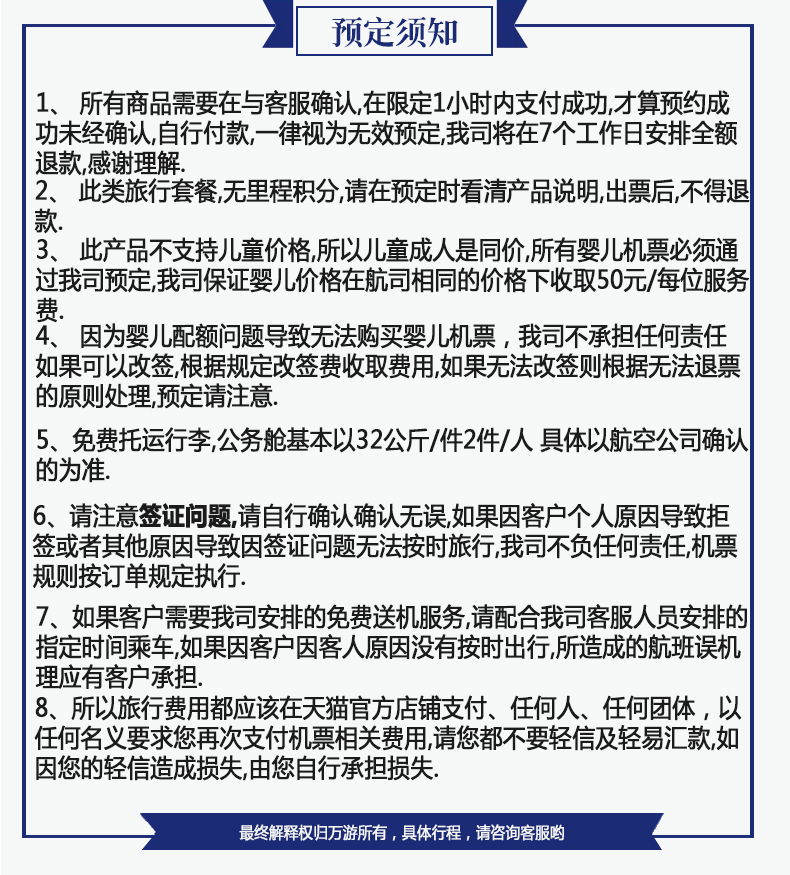 预定须知
1、 所有商品需要在与客服确认,在限定1小时内支付成功,才算预约成
功未经确认,自行付款,一律视为无效预定,我司将在7个工作日安排全额
退款,感谢理解.
2、 此类旅行套餐,无里程积分,请在预定时看清产品说明,出票后,不得退
款.
3、 此产品不支持儿童价格,所以儿童成人是同价,所有婴儿机票必须通
过我司预定,我司保证婴儿价格在航司相同的价格下收取50元/每位服务
费.
4、 因为婴儿配额问题导致无法购买婴儿机票，我司不承担任何责任
如果可以改签,根据规定改签费收取费用,如果无法改签则根据无法退票
的原则处理,预定请注意.
5、免费托运行李,公务舱基本以32公斤/件2件/人 具体以航空公司确认
的为准.
6、请注意签证问题,请自行确认确认无误,如果因客户个人原因导致拒
签或者其他原因导致因签证问题无法按时旅行,我司不负任何责任,机票
规则按订单规定执行.
7、如果客户需要我司安排的免费送机服务,请配合我司客服人员安排的
指定时间乘车,如果因客户因客人原因没有按时出行,所造成的航班误机
理应有客户承担.
8、所以旅行费用都应该在天猫官方店铺支付、任何人、任何团体，以
任何名义要求您再次支付机票相关费用,请您都不要轻信及轻易汇款,如
因您的轻信造成损失,由您自行承担损失.
最终解释权归万游所有，具体行程，请咨询客服哟